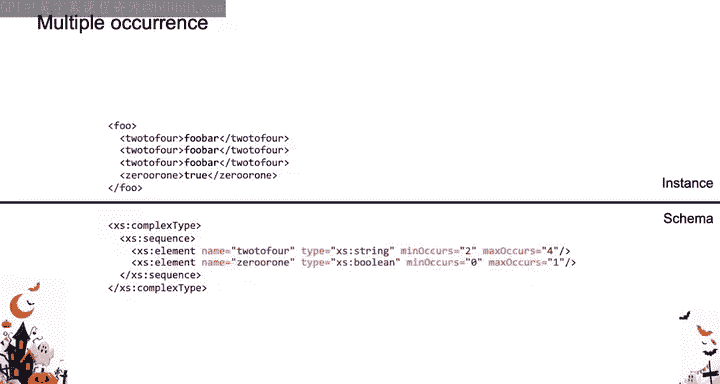 Multiple occurrence
<foo>
<twotofour>foobar</twotofour>
<twotofour>foobar</twotofour>
<twotofour>foobar</twotofour>
<zeroorone>true</zeroorone>
</foo>
Instance
Schema
<xs:complexType>
<xs:sequence>
<xs:element name="twotofour" type="xs:string" minOccurs="2" maxOccurs="4"/>
<xs:element name="zeroorone" type="xs:boolean" minOccurs="0" maxOccurs="1"/>
</xs:sequence>
</xs:complexType>